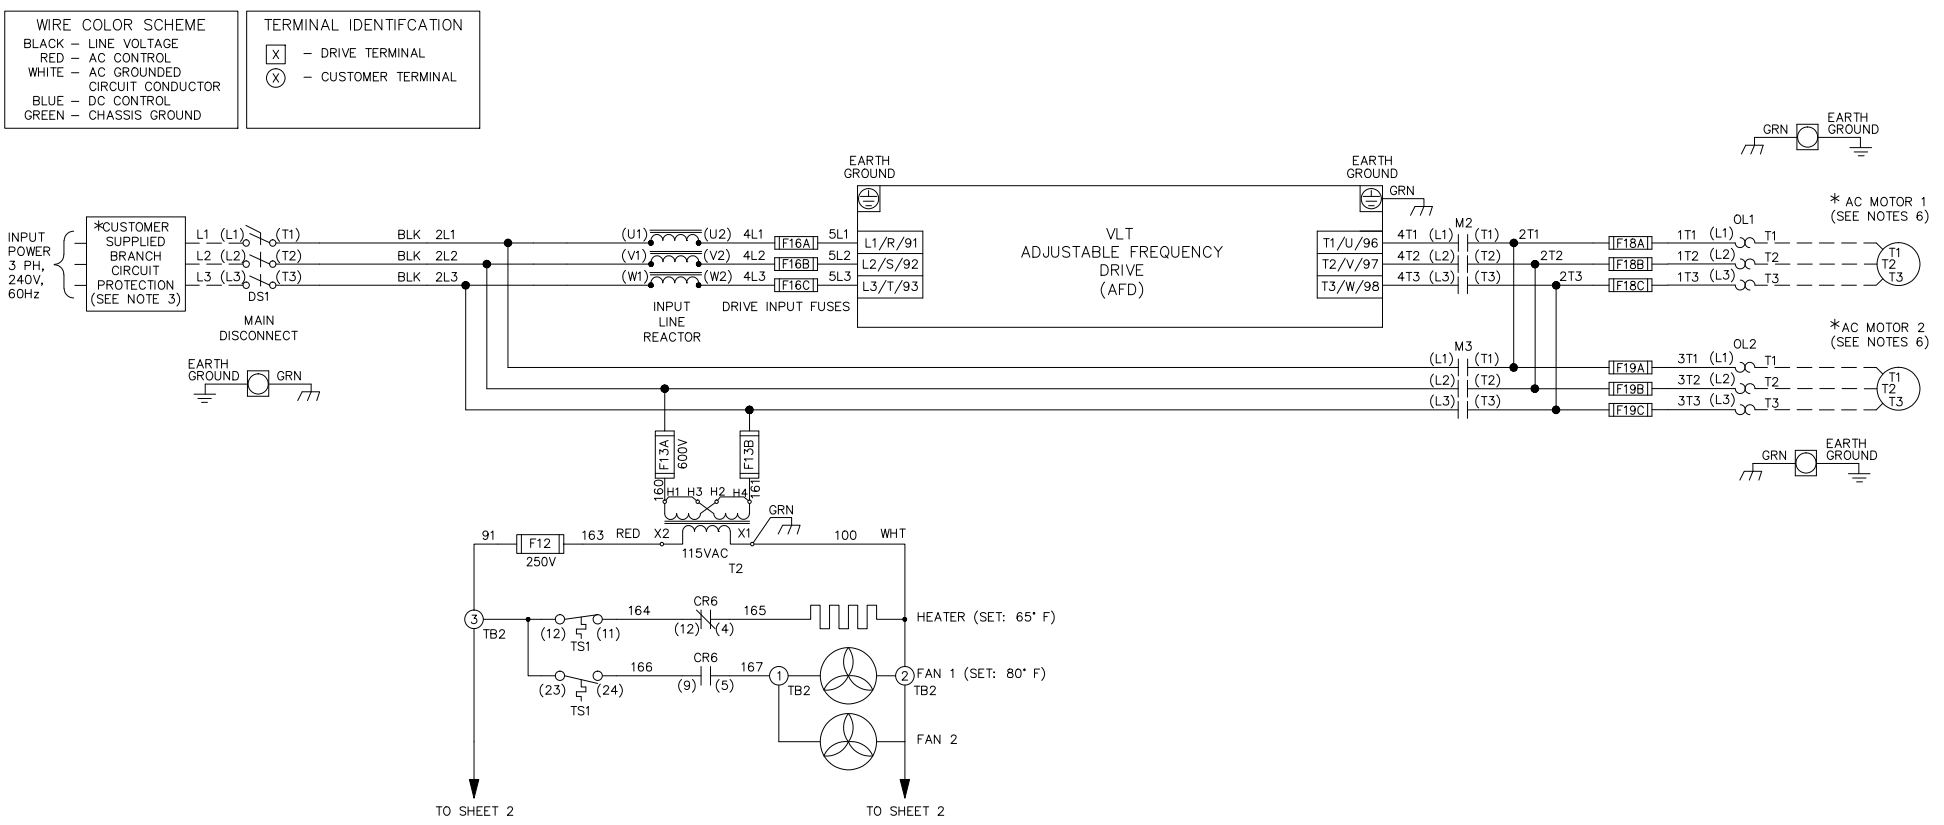 WIRE COLOR SCHEME
BLACK – LINE VOLTAGE
RED – AC CONTROL
WHITE – AC GROUNDED
CIRCUIT CONDUCTOR
BLUE – DC CONTROL
GREEN – CHASSIS GROUND
TERMINAL IDENTIFCATION
X – DRIVE TERMINAL
X – CUSTOMER TERMINAL
INPUT
POWER
3 PH,
240V,
60Hz
*CUSTOMER
SUPPLIED
BRANCH
CIRCUIT
PROTECTION
(SEE NOTE 3)
L1 (L1) (T1) BLK 2L1 (U1) (U2) 4L1 F16A 5L1 L1/R/91
L2 (L2) (T2) BLK 2L2 (V1) (V2) 4L2 F16B 5L2 L2/S/92
L3 (L3) (T3) BLK 2L3 (W1) (W2) 4L3 F16C 5L3 L3/T/93
DS1
MAIN
DISCONNECT
EARTH
GROUND GRN
INPUT
LINE
REACTOR
DRIVE INPUT FUSES
EARTH
GROUND
VLT
ADJUSTABLE FREQUENCY
DRIVE
(AFD)
EARTH
GROUND
GRN
M2
T1/U/96 4T1 (L1) (T1) 2T1 F18A 1T1 (L1) T1
T2/V/97 4T2 (L2) (T2) 2T2 F18B 1T2 (L2) T2
T3/W/98 4T3 (L3) (T3) 2T3 F18C 1T3 (L3) T3
OL1
GRN EARTH
GROUND
* AC MOTOR 1
(SEE NOTES 6)
T1
T2
T3
M3
(L1) (T1) F19A 3T1 (L1) T1
(L2) (T2) F19B 3T2 (L2) T2
(L3) (T3) F19C 3T3 (L3) T3
OL2
*AC MOTOR 2
(SEE NOTES 6)
T1
T2
T3
GRN EARTH
GROUND
F13A
600V
F13B
160
161
H1 H3 H2 H4
GRN
91 F12 163 RED X2 X1 100 WHT
250V
115VAC
T2
3
TB2
(12) (11) 164 CR6 165
TS1
(12) (4)
HEATER (SET: 65° F)
(23) (24) 166 CR6 167
TS1
(9) (5)
1
TB2
2
TB2
FAN 1 (SET: 80° F)
FAN 2
TO SHEET 2
TO SHEET 2